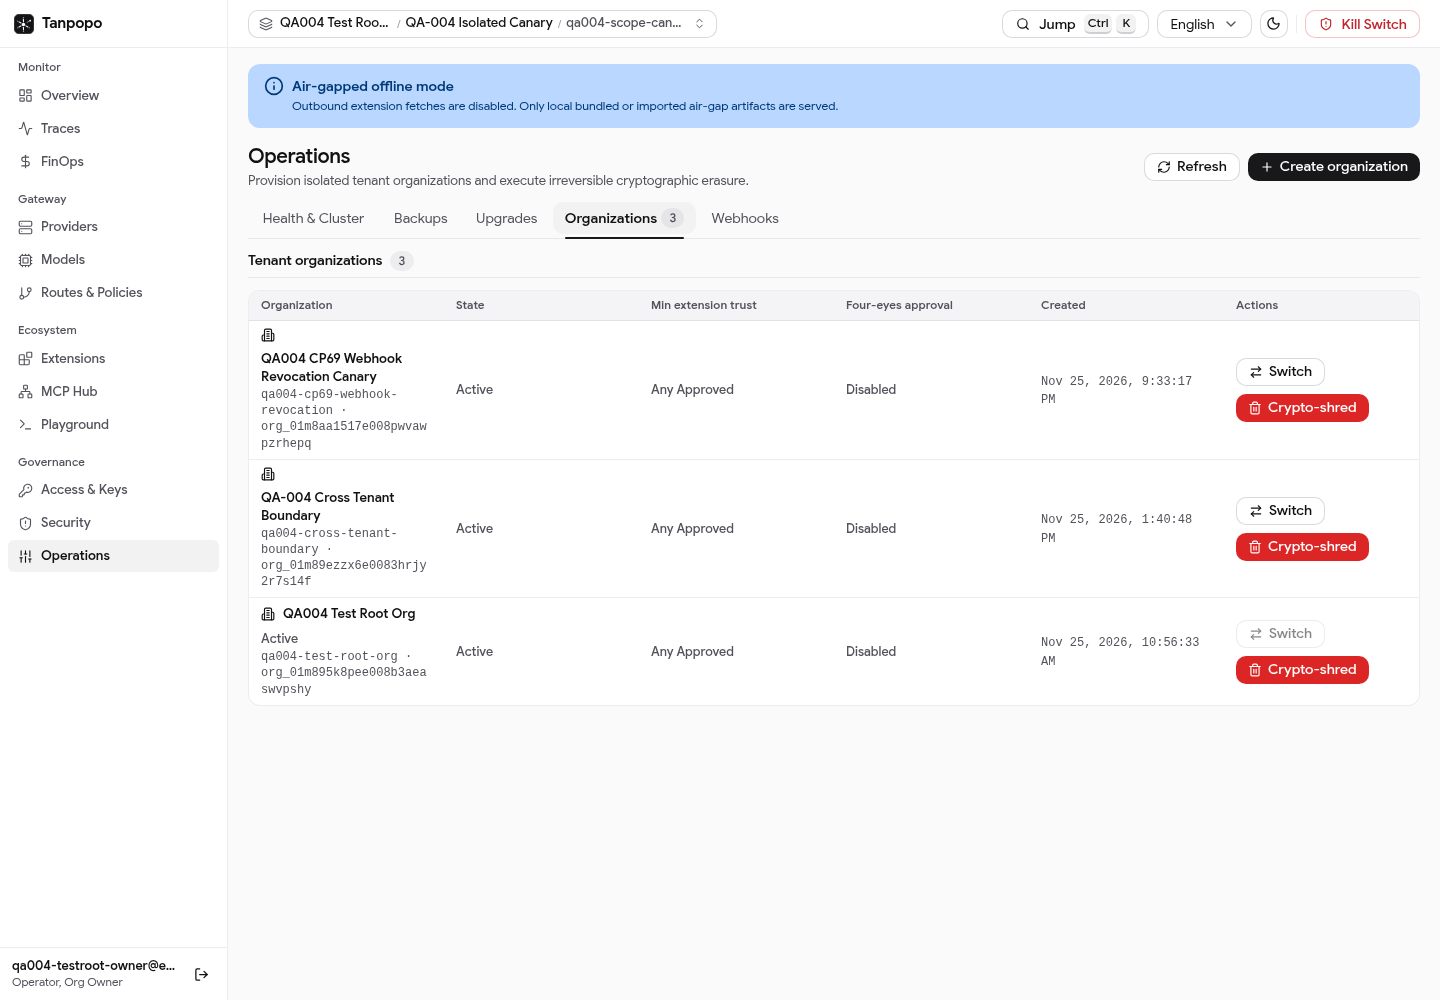 Tanpopo
QA004 Test Roo... / QA-004 Isolated Canary / qa004-scope-can...
Jump Ctrl K
English
Kill Switch
Monitor
Overview
Traces
FinOps
Gateway
Providers
Models
Routes & Policies
Ecosystem
Extensions
MCP Hub
Playground
Governance
Access & Keys
Security
Operations
qa004-testroot-owner@e...
Operator, Org Owner
Air-gapped offline mode
Outbound extension fetches are disabled. Only local bundled or imported air-gap artifacts are served.
Operations
Provision isolated tenant organizations and execute irreversible cryptographic erasure.
Refresh
Create organization
Health & Cluster Backups Upgrades Organizations 3 Webhooks
Tenant organizations 3
Organization State Min extension trust Four-eyes approval Created Actions
QA004 CP69 Webhook
Revocation Canary
qa004-cp69-webhook-
revocation ·
org_01m8aa1517e008pwvaw
pzrhepq
Active
Any Approved
Disabled
Nov 25, 2026, 9:33:17
PM
Switch
Crypto-shred
QA-004 Cross Tenant
Boundary
qa004-cross-tenant-
boundary ·
org_01m89ezzx6e0083hrjy
2r7s14f
Active
Any Approved
Disabled
Nov 25, 2026, 1:40:48
PM
Switch
Crypto-shred
QA004 Test Root Org
Active
qa004-test-root-org ·
org_01m895k8pee008b3aea
swvpshy
Active
Any Approved
Disabled
Nov 25, 2026, 10:56:33
AM
Switch
Crypto-shred